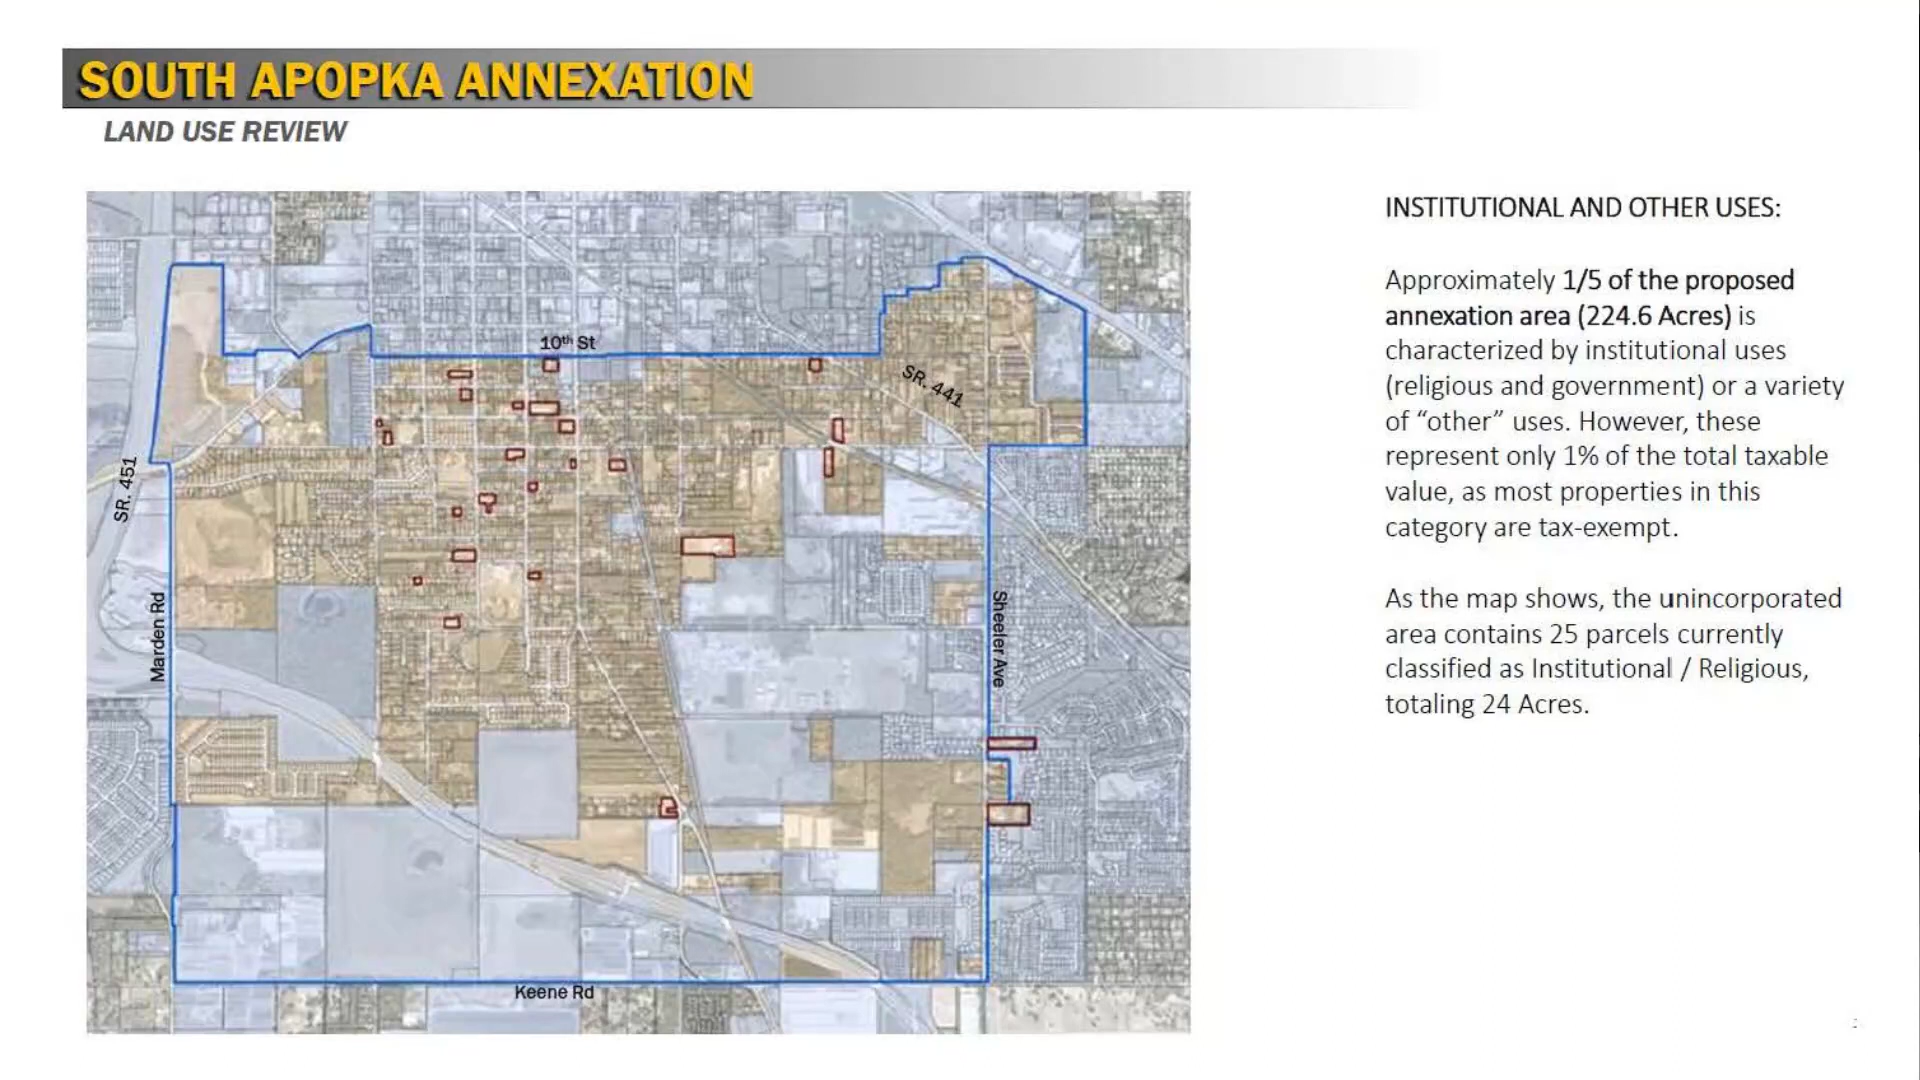 SOUTH APOPKA ANNEXATION
LAND USE REVIEW
10th St
SR. 441
SR. 451
Marden Rd
Sheeler Ave
Keene Rd
INSTITUTIONAL AND OTHER USES:
Approximately 1/5 of the proposed
annexation area (224.6 Acres) is
characterized by institutional uses
(religious and government) or a variety
of “other” uses. However, these
represent only 1% of the total taxable
value, as most properties in this
category are tax-exempt.
As the map shows, the unincorporated
area contains 25 parcels currently
classified as Institutional / Religious,
totaling 24 Acres.